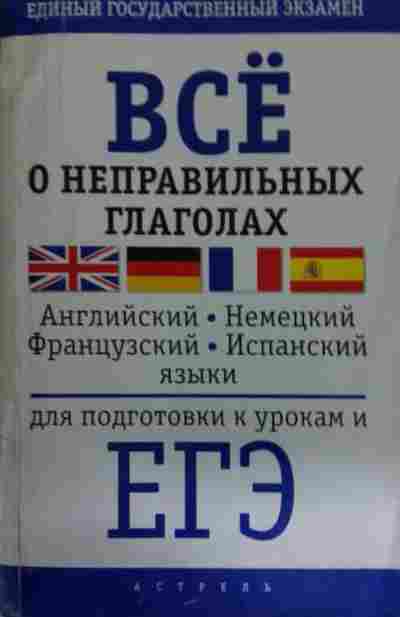 ЕДИНЫЙ ГОСУДАРСТВЕННЫЙ ЭКЗАМЕН
ВСЁ
О НЕПРАВИЛЬНЫХ
ГЛАГОЛАХ
Английский • Немецкий
Французский • Испанский
языки
для подготовки к урокам и
ЕГЭ
АСТРЕЛЬ